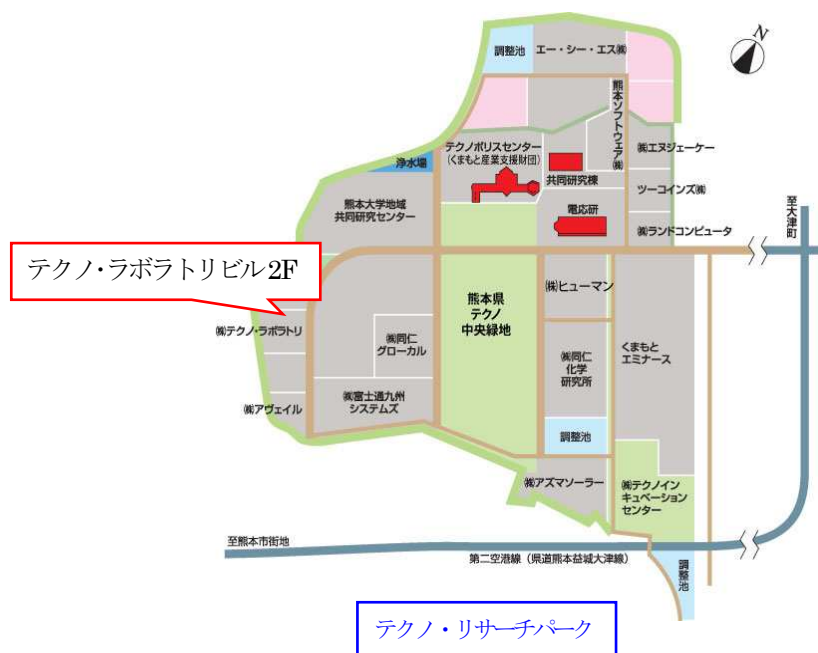 N
調整池
エー・シー・エス㈱
熊本ソフトウェア㈱
テクノポリスセンター
(くまもと産業支援財団)
共同研究棟
㈱エヌジェーケー
浄水場
ツーコインズ㈱
熊本大学地域
共同研究センター
電応研
㈱ランドコンピュータ
至大津町
テクノ・ラボラトリビル2F
㈱テクノ・ラボラトリ
㈱同仁
グローカル
熊本県
テクノ
中央緑地
㈱ヒューマン
㈱同仁
化学
研究所
くまもと
エミナース
㈱アヴェイル
㈱富士通九州
システムズ
調整池
㈱アズマソーラー
㈱テクノイン
キュベーション
センター
至熊本市街地
第二空港線（県道熊本益城大津線）
調整池
テクノ・リサーチパーク